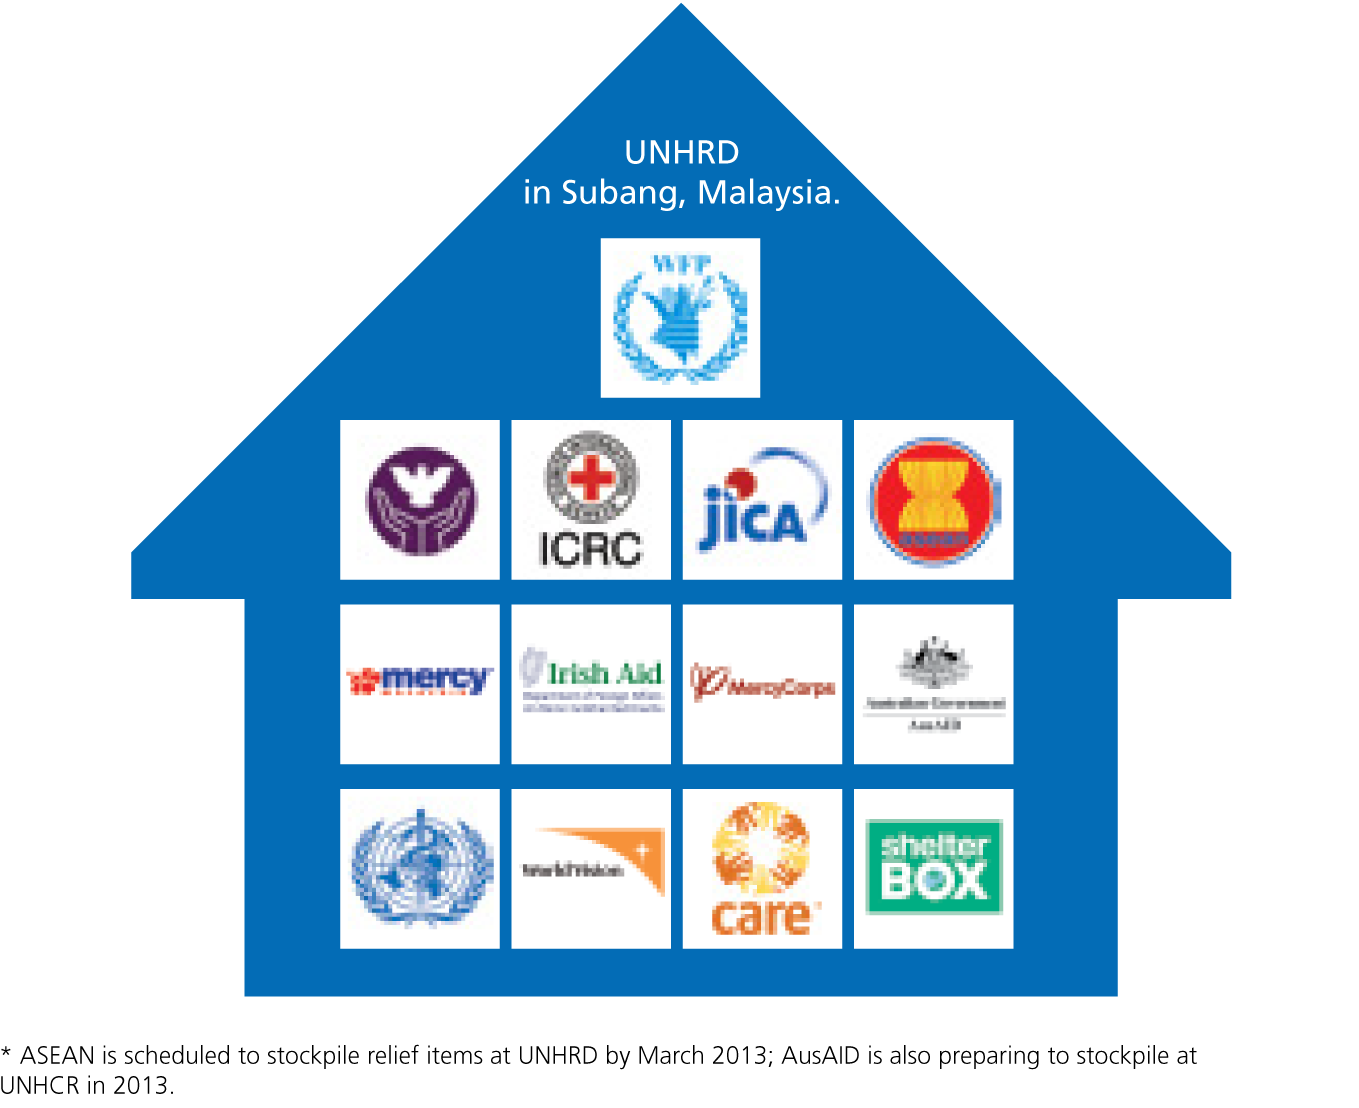 UNHRD
in Subang, Malaysia.
WFP
ICRC
jica
asean
mercy
Irish Aid
MercyCorps
Australian Government
AusAID
World Vision
care
shelter
BOX
* ASEAN is scheduled to stockpile relief items at UNHRD by March 2013; AusAID is also preparing to stockpile at
UNHCR in 2013.